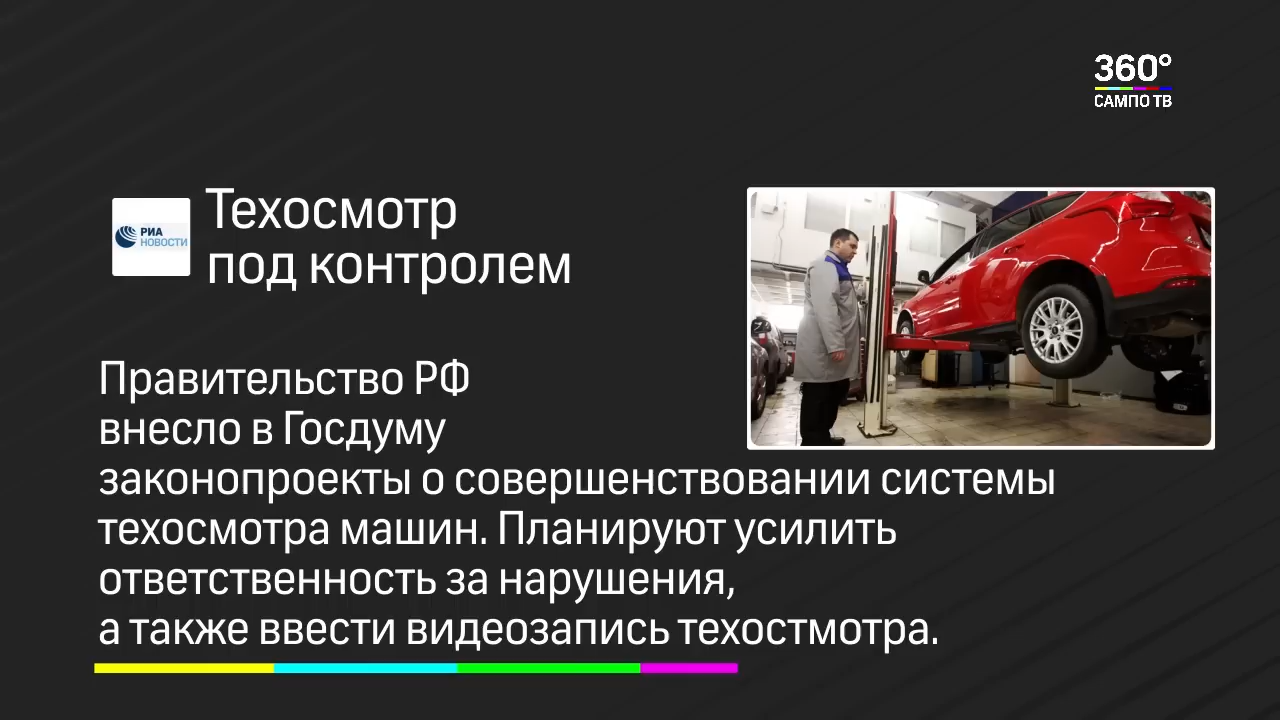 360°
САМПО ТВ
РИА
НОВОСТИ
Техосмотр
под контролем
Правительство РФ
внесло в Госдуму
законопроекты о совершенствовании системы
техосмотра машин. Планируют усилить
ответственность за нарушения,
а также ввести видеозапись техостмотра.